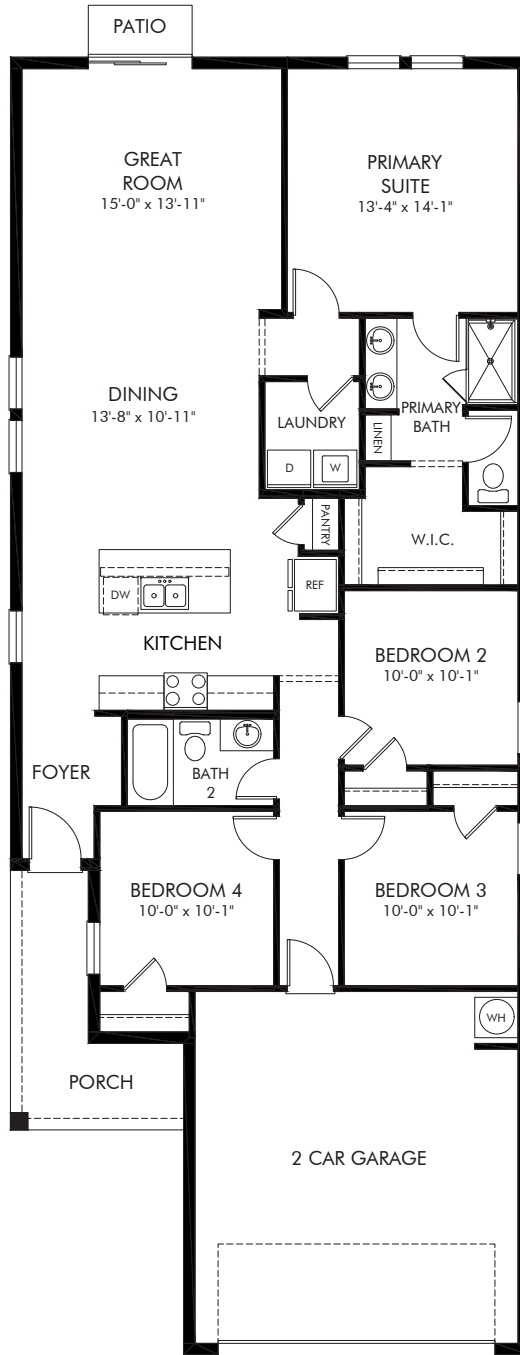 PATIO
GREAT
ROOM
15'-0" x 13'-11"
PRIMARY
SUITE
13'-4" x 14'-1"
DINING
13'-8" x 10'-11"
LAUNDRY
D
W
PRIMARY
BATH
LINEN
W.I.C.
PANTRY
REF
DW
KITCHEN
BEDROOM 2
10'-0" x 10'-1"
FOYER
BATH
2
BEDROOM 4
10'-0" x 10'-1"
BEDROOM 3
10'-0" x 10'-1"
WH
PORCH
2 CAR GARAGE